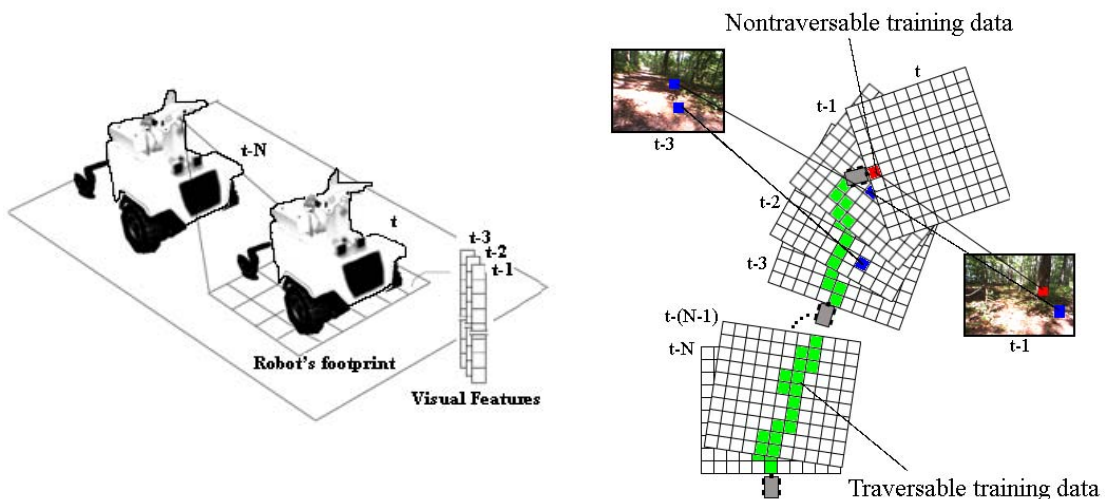 t-N
t
t-3
t-2
t-1
Robot's footprint
Visual Features
Nontraversable training data
t
t-1
t-3
t-2
t-3
t-1
t-(N-1)
t-N
Traversable training data